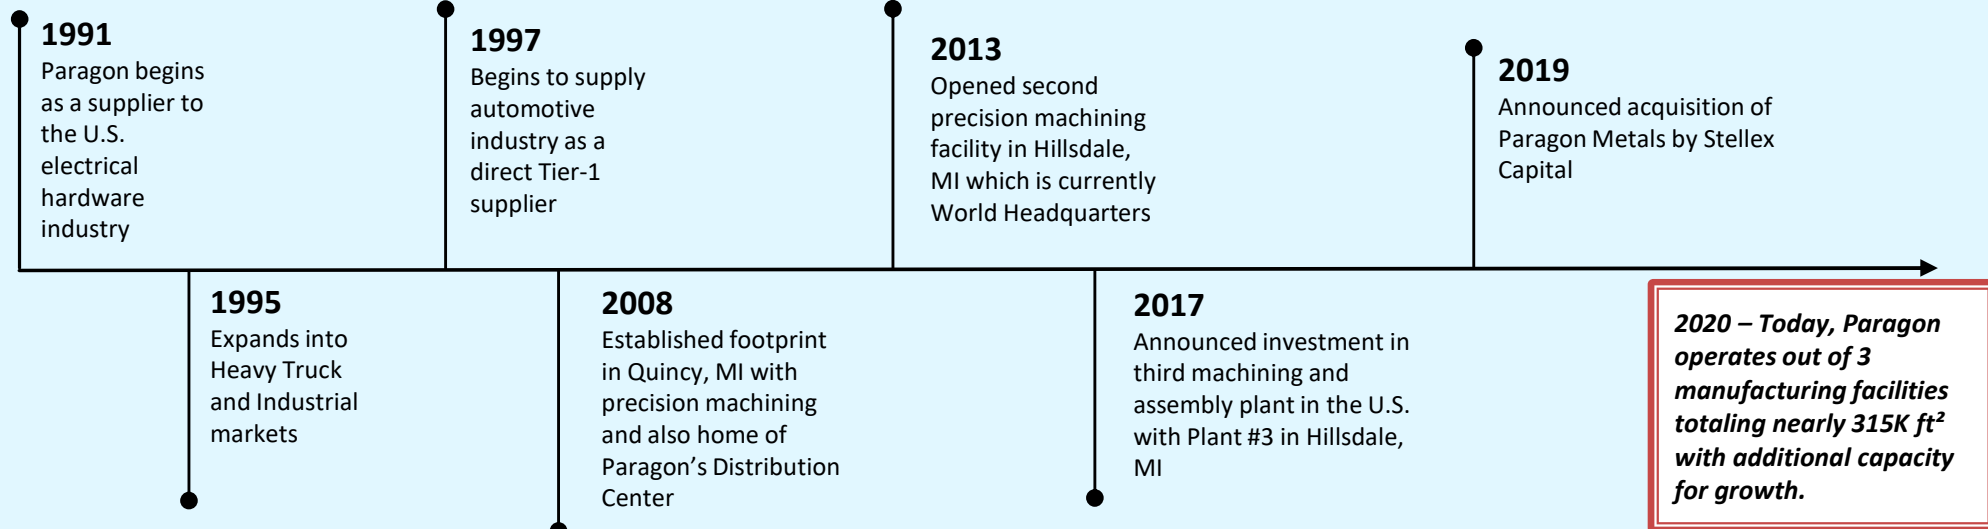 1991
Paragon begins
as a supplier to
the U.S.
electrical
hardware
industry
1995
Expands into
Heavy Truck
and Industrial
markets
1997
Begins to supply
automotive
industry as a
direct Tier-1
supplier
2008
Established footprint
in Quincy, MI with
precision machining
and also home of
Paragon’s Distribution
Center
2013
Opened second
precision machining
facility in Hillsdale,
MI which is currently
World Headquarters
2017
Announced investment in
third machining and
assembly plant in the U.S.
with Plant #3 in Hillsdale,
MI
2019
Announced acquisition of
Paragon Metals by Stellex
Capital
2020 – Today, Paragon
operates out of 3
manufacturing facilities
totaling nearly 315K ft²
with additional capacity
for growth.